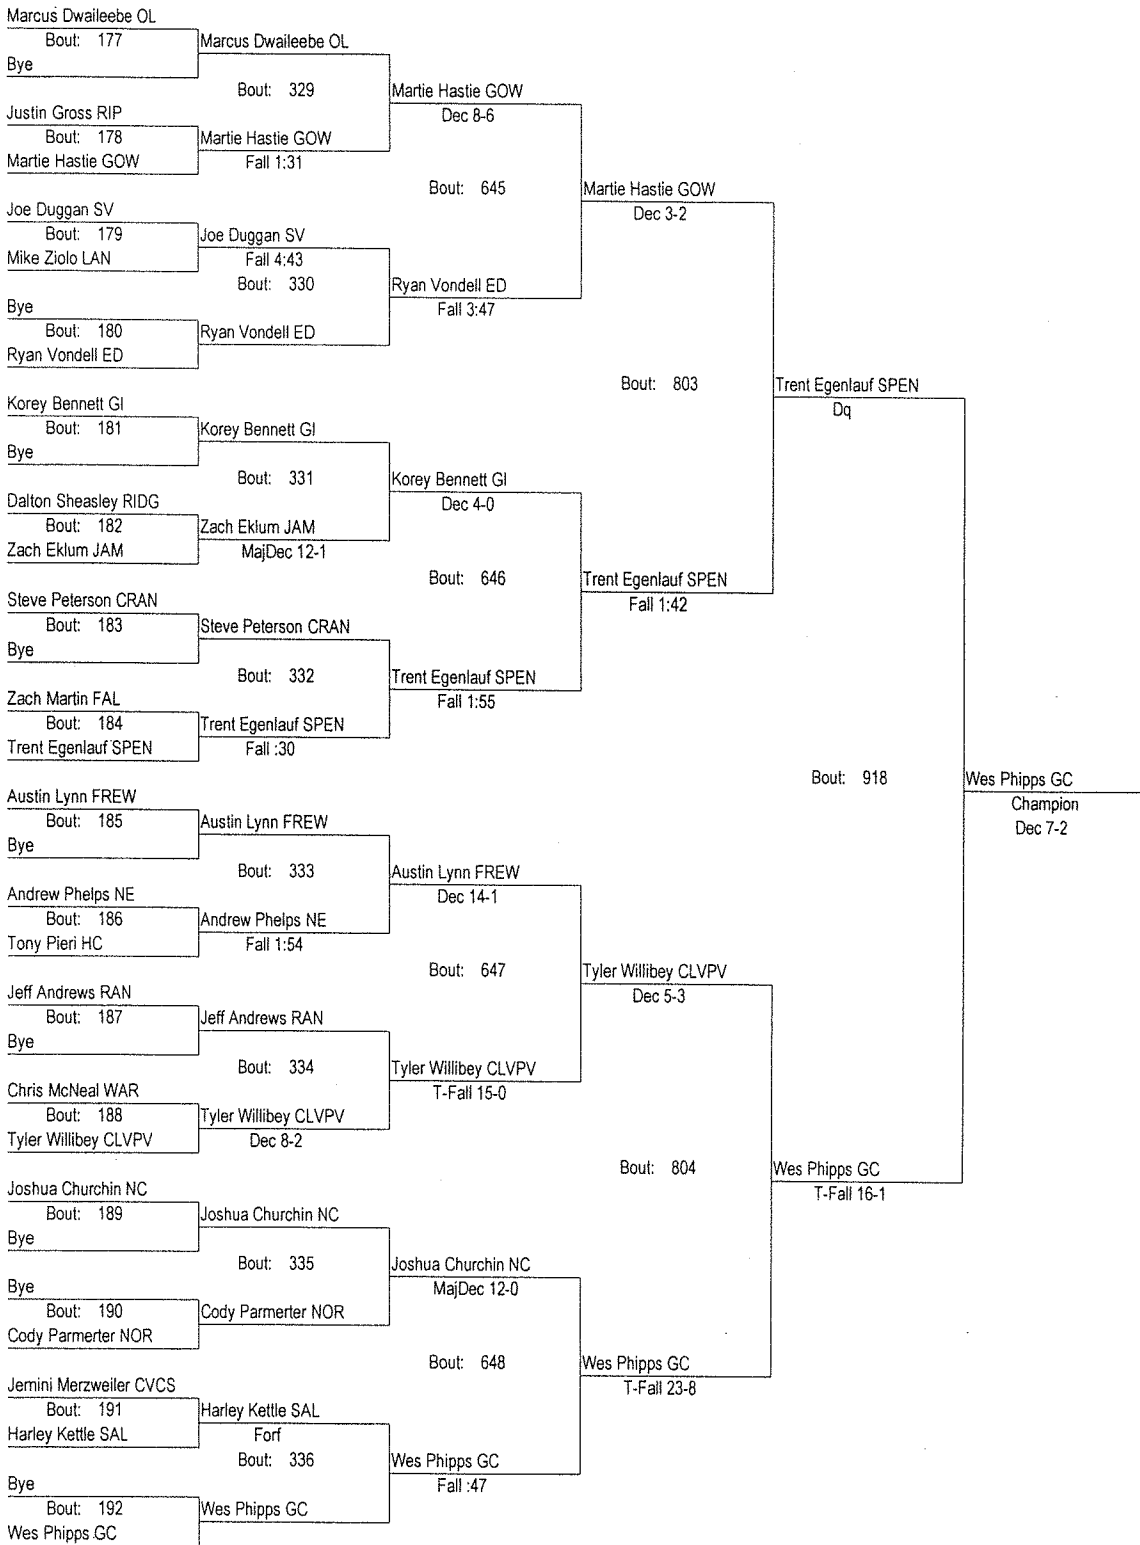 Marcus Dwaileebe OL
Bout: 177
Bye
Marcus Dwaileebe OL
Bout: 329
Justin Gross RIP
Bout: 178
Martie Hastie GOW
Martie Hastie GOW
Fall 1:31
Martie Hastie GOW
Dec 8-6
Bout: 645
Joe Duggan SV
Bout: 179
Mike Ziolo LAN
Joe Duggan SV
Fall 4:43
Bout: 330
Bye
Bout: 180
Ryan Vondell ED
Ryan Vondell ED
Ryan Vondell ED
Fall 3:47
Martie Hastie GOW
Dec 3-2
Bout: 803
Korey Bennett GI
Bout: 181
Bye
Korey Bennett GI
Bout: 331
Dalton Sheasley RIDG
Bout: 182
Zach Eklum JAM
Zach Eklum JAM
MajDec 12-1
Korey Bennett GI
Dec 4-0
Bout: 646
Steve Peterson CRAN
Bout: 183
Bye
Steve Peterson CRAN
Bout: 332
Zach Martin FAL
Bout: 184
Trent Egenlauf SPEN
Trent Egenlauf SPEN
Fall :30
Trent Egenlauf SPEN
Fall 1:55
Trent Egenlauf SPEN
Fall 1:42
Trent Egenlauf SPEN
Dq
Bout: 918
Austin Lynn FREW
Bout: 185
Bye
Austin Lynn FREW
Bout: 333
Andrew Phelps NE
Bout: 186
Tony Pieri HC
Andrew Phelps NE
Fall 1:54
Austin Lynn FREW
Dec 14-1
Bout: 647
Jeff Andrews RAN
Bout: 187
Bye
Jeff Andrews RAN
Bout: 334
Chris McNeal WAR
Bout: 188
Tyler Willibey CLVPV
Tyler Willibey CLVPV
Dec 8-2
Tyler Willibey CLVPV
T-Fall 15-0
Tyler Willibey CLVPV
Dec 5-3
Bout: 804
Joshua Churchin NC
Bout: 189
Bye
Joshua Churchin NC
Bout: 335
Bye
Bout: 190
Cody Parmerter NOR
Cody Parmerter NOR
Joshua Churchin NC
MajDec 12-0
Bout: 648
Jemini Merzweiler CVCS
Bout: 191
Harley Kettle SAL
Harley Kettle SAL
Forf
Bout: 336
Bye
Bout: 192
Wes Phipps GC
Wes Phipps GC
Wes Phipps GC
Fall :47
Wes Phipps GC
T-Fall 23-8
Wes Phipps GC
T-Fall 16-1
Wes Phipps GC
Champion
Dec 7-2